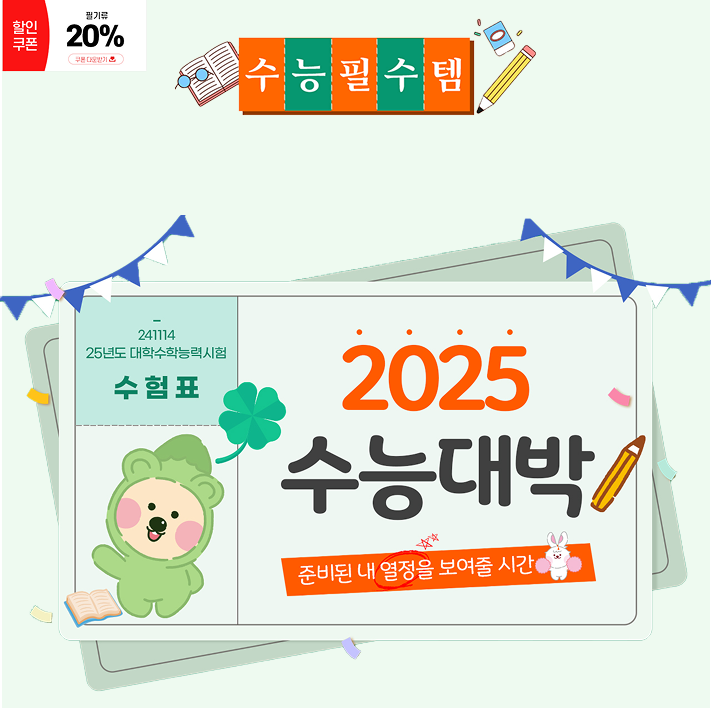 할인
쿠폰
필기류
20%
쿠폰 다운받기
수능필수템
241114
25년도 대학수학능력시험
수험표
2025
수능대박
준비된 내 열정을 보여줄 시간